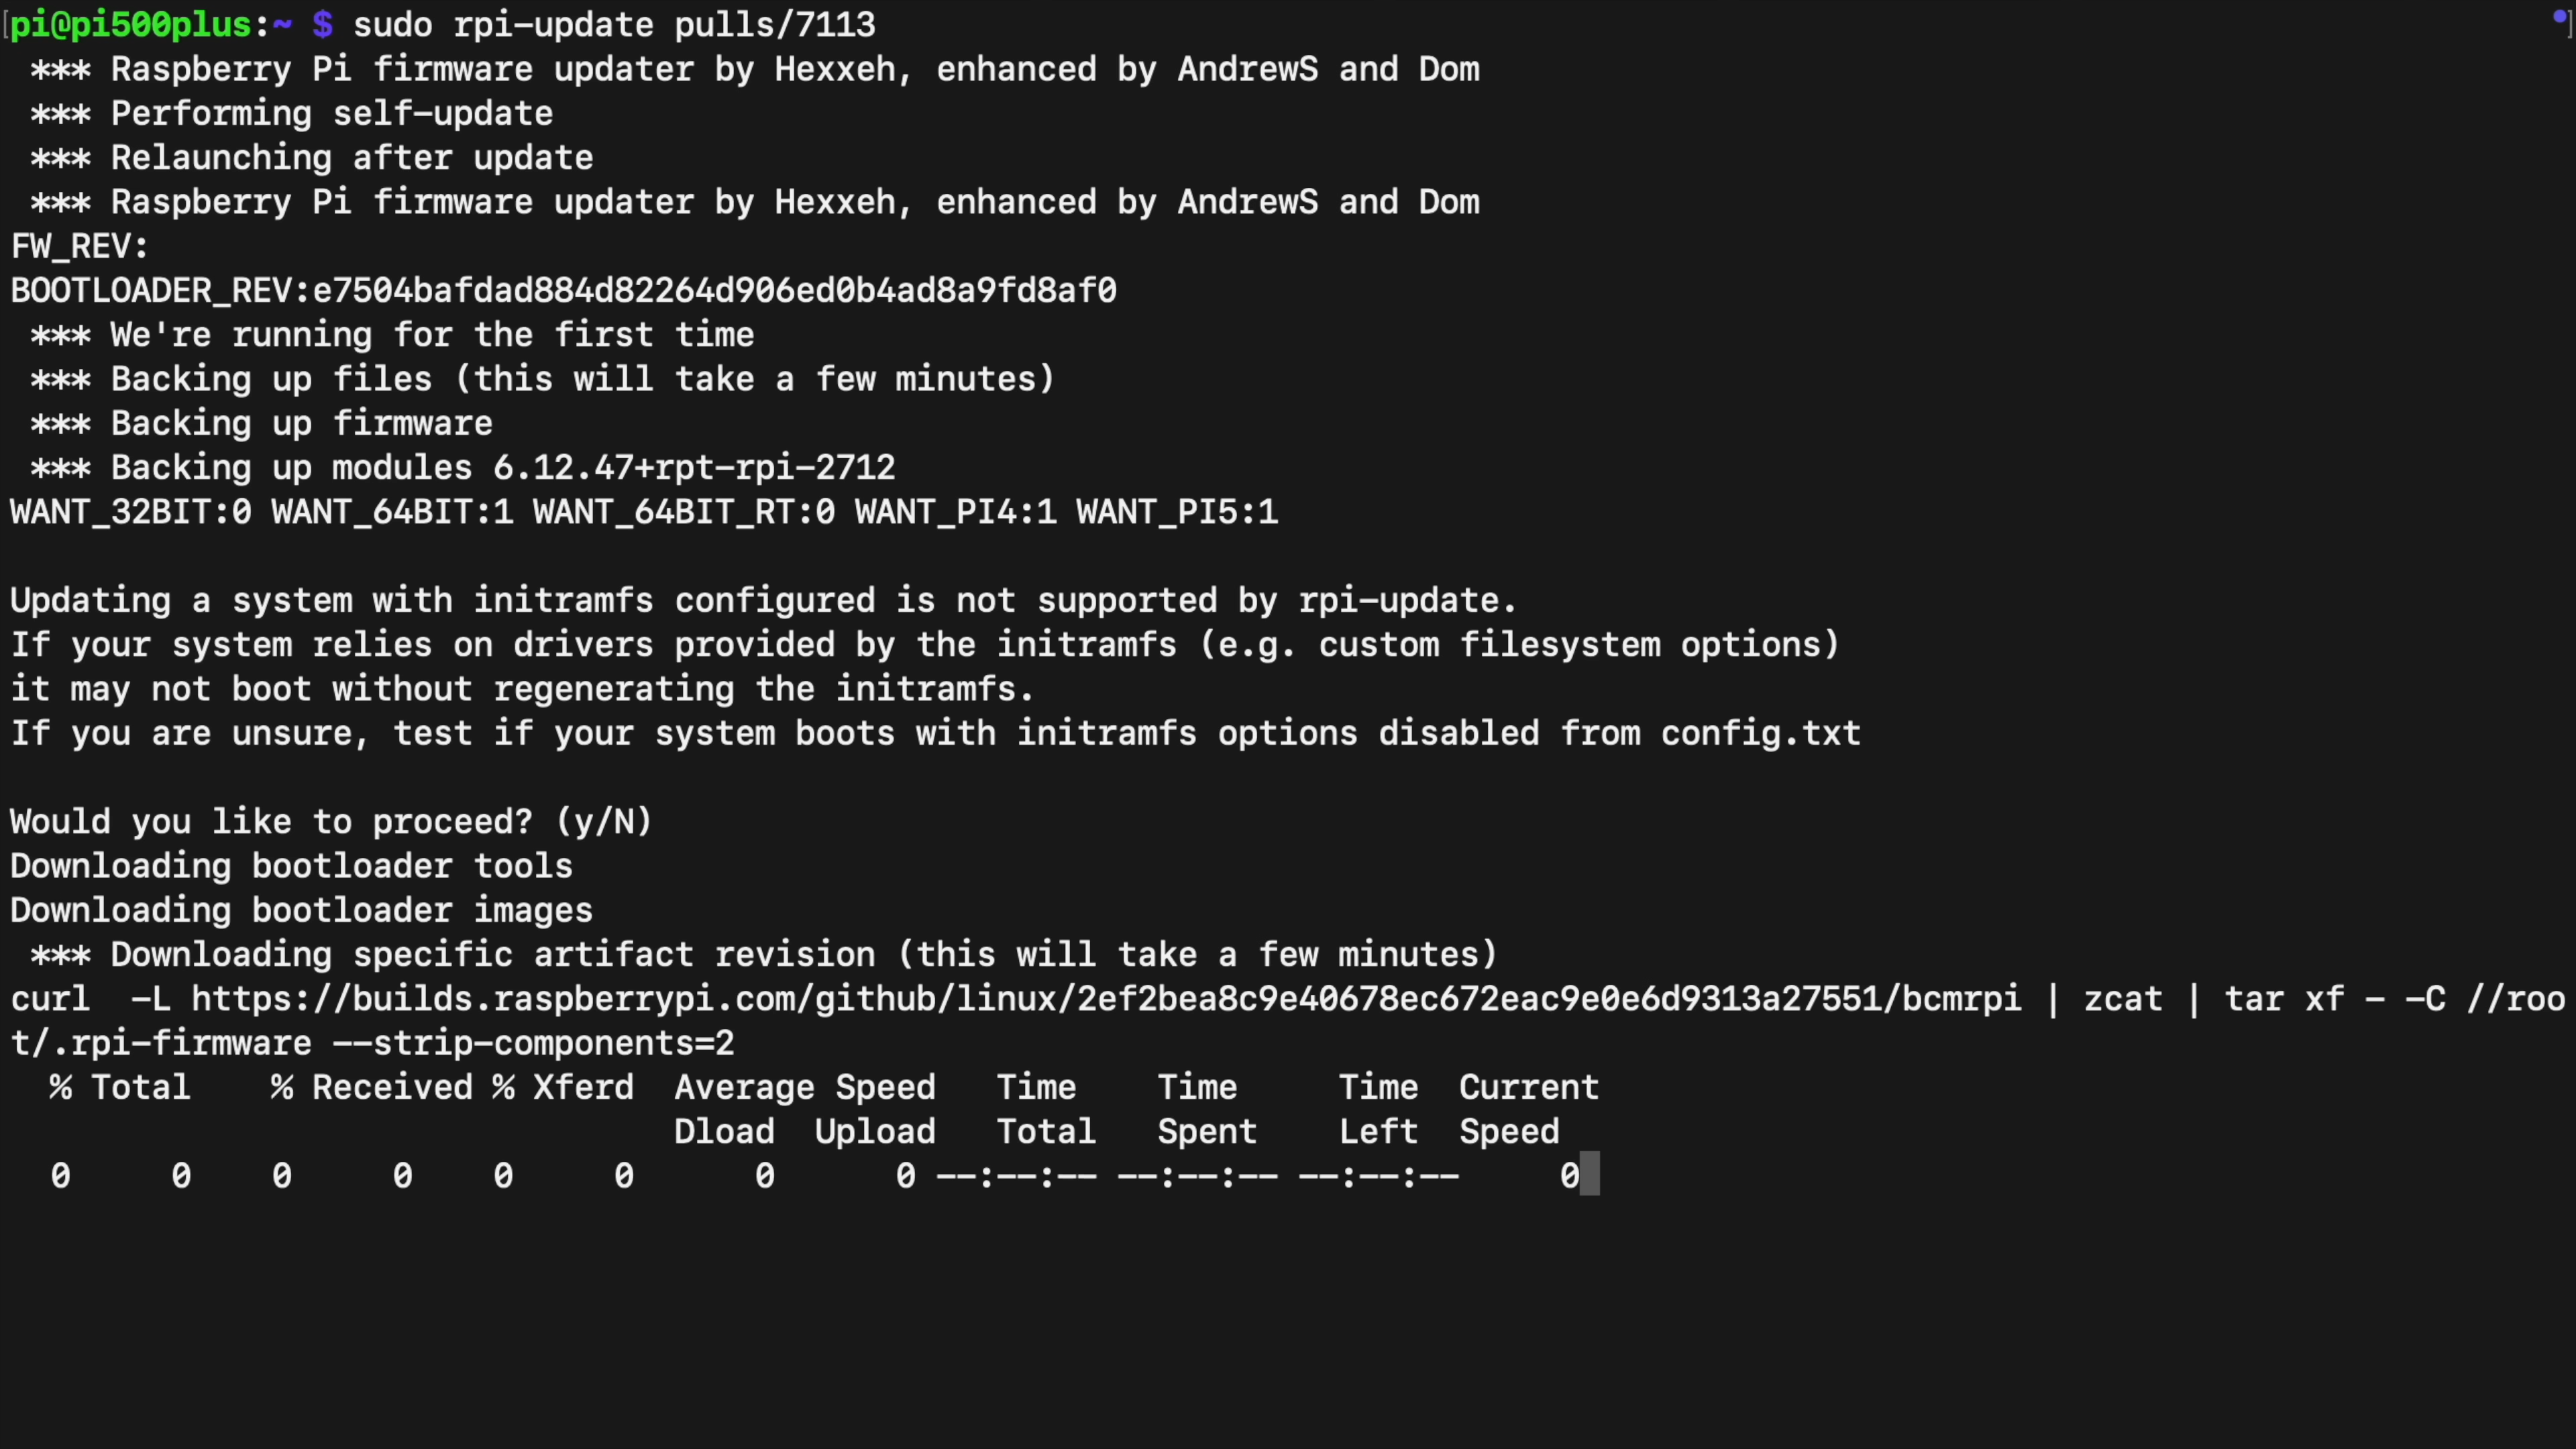 [pi@pi500plus:~ $ sudo rpi-update pulls/7113 ]
 *** Raspberry Pi firmware updater by Hexxeh, enhanced by AndrewS and Dom
 *** Performing self-update
 *** Relaunching after update
 *** Raspberry Pi firmware updater by Hexxeh, enhanced by AndrewS and Dom
FW_REV:
BOOTLOADER_REV:e7504bafdad884d82264d906ed0b4ad8a9fd8af0
 *** We're running for the first time
 *** Backing up files (this will take a few minutes)
 *** Backing up firmware
 *** Backing up modules 6.12.47+rpt-rpi-2712
WANT_32BIT:0 WANT_64BIT:1 WANT_64BIT_RT:0 WANT_PI4:1 WANT_PI5:1

Updating a system with initramfs configured is not supported by rpi-update.
If your system relies on drivers provided by the initramfs (e.g. custom filesystem options)
it may not boot without regenerating the initramfs.
If you are unsure, test if your system boots with initramfs options disabled from config.txt

Would you like to proceed? (y/N)
Downloading bootloader tools
Downloading bootloader images
 *** Downloading specific artifact revision (this will take a few minutes)
curl  -L https://builds.raspberrypi.com/github/linux/2ef2bea8c9e40678ec672eac9e0e6d9313a27551/bcmrpi | zcat | tar xf - -C //roo
t/.rpi-firmware --strip-components=2
  % Total    % Received % Xferd  Average Speed   Time    Time     Time  Current
                                 Dload  Upload   Total   Spent    Left  Speed
  0     0    0     0    0     0      0      0 --:--:-- --:--:-- --:--:--     0